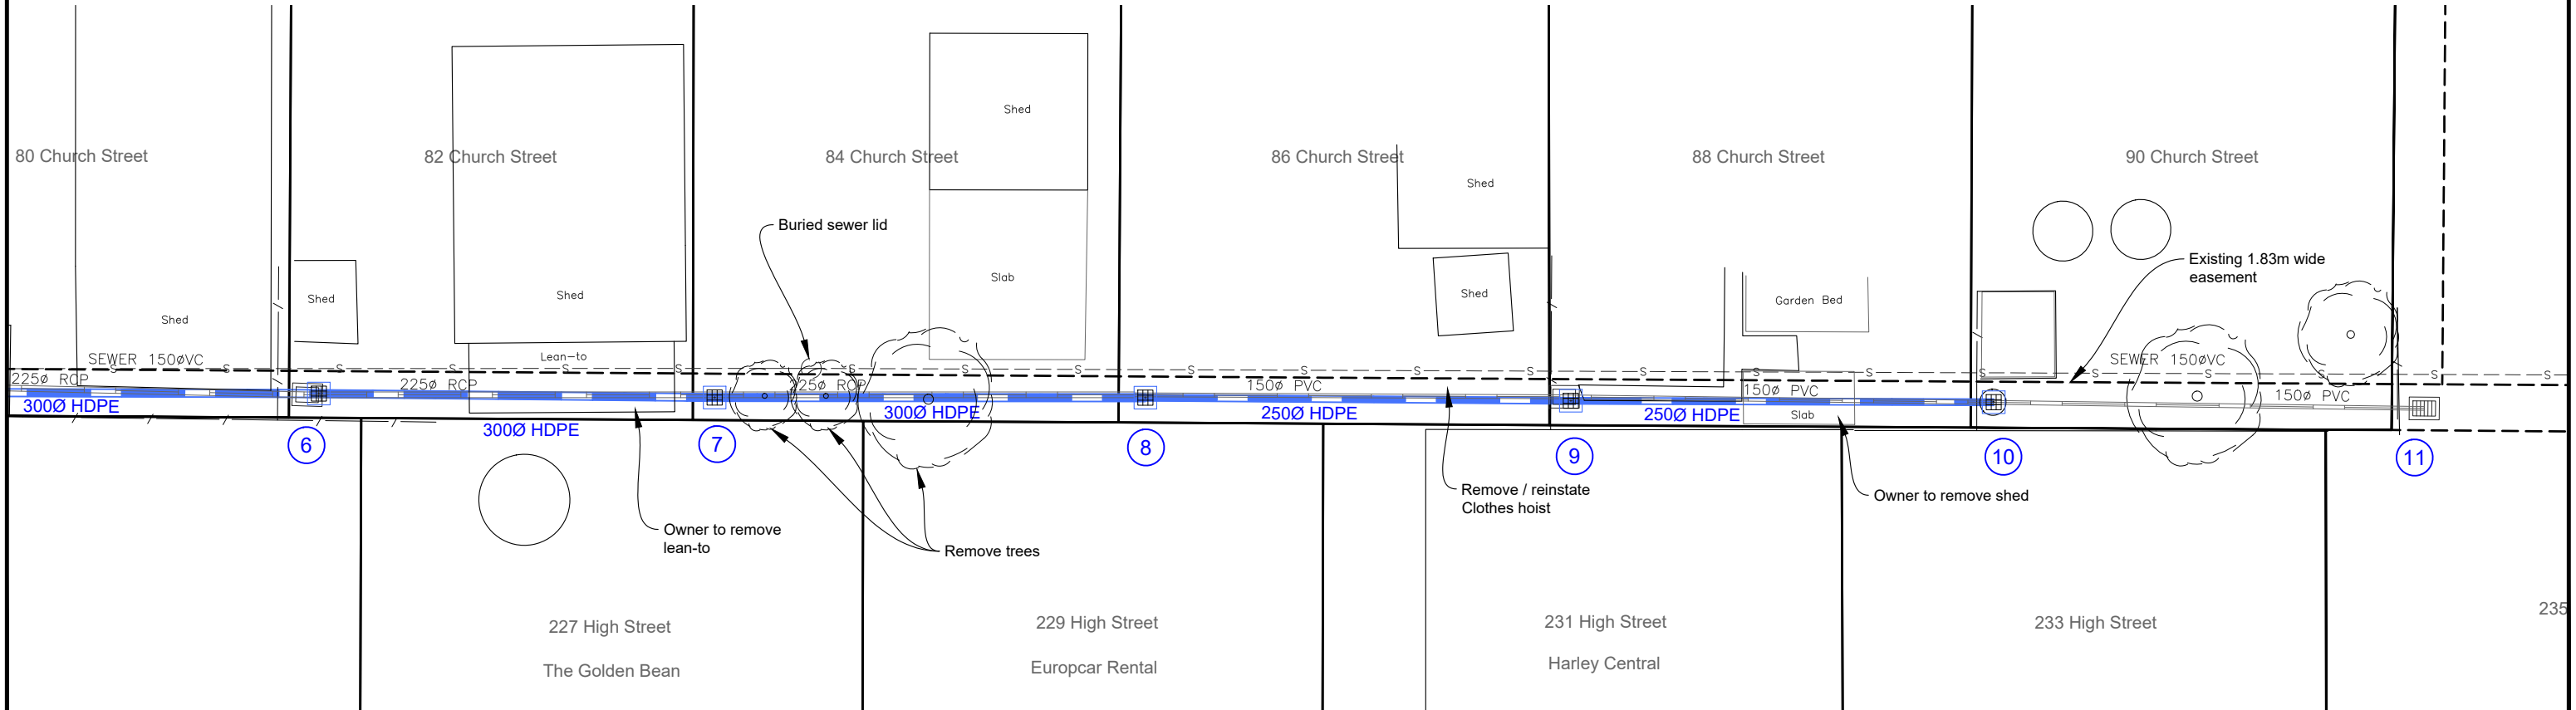 80 Church Street
82 Church Street
84 Church Street
86 Church Street
88 Church Street
90 Church Street
Shed
Shed
Shed
Buried sewer lid
Slab
Shed
Shed
Shed
Shed
Garden Bed
Existing 1.83m wide
easement
SEWER 150øVC
Lean-to
SEWER 150øVC
225ø RCP
225ø RCP
25ø RCP
150ø PVC
150ø PVC
150ø PVC
300Ø HDPE
300Ø HDPE
300Ø HDPE
250Ø HDPE
250Ø HDPE
Slab
6
7
8
9
10
11
Owner to remove
lean-to
Remove trees
Remove / reinstate
Clothes hoist
Owner to remove shed
227 High Street
The Golden Bean
229 High Street
Europcar Rental
231 High Street
Harley Central
233 High Street
235